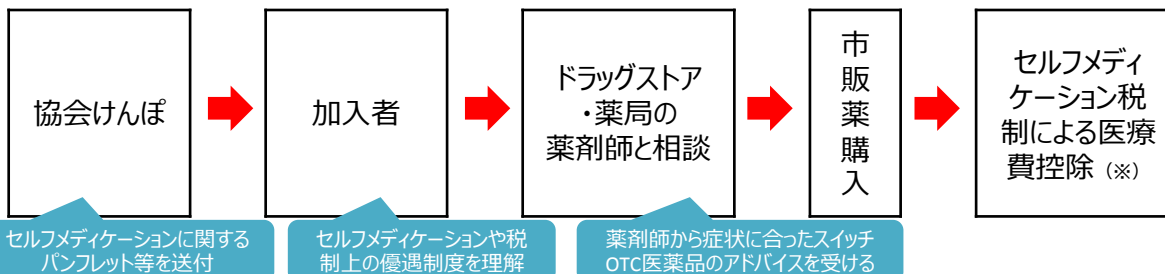 協会けんぽ
加入者
ドラッグストア
・薬局の
薬剤師と相談
市
販
薬
購
入
セルフメディ
ケーション税
制による医療
費控除（※）
セルフメディケーションに関する
パンフレット等を送付
セルフメディケーションや税
制上の優遇制度を理解
薬剤師から症状に合ったスイッチ
OTC医薬品のアドバイスを受ける